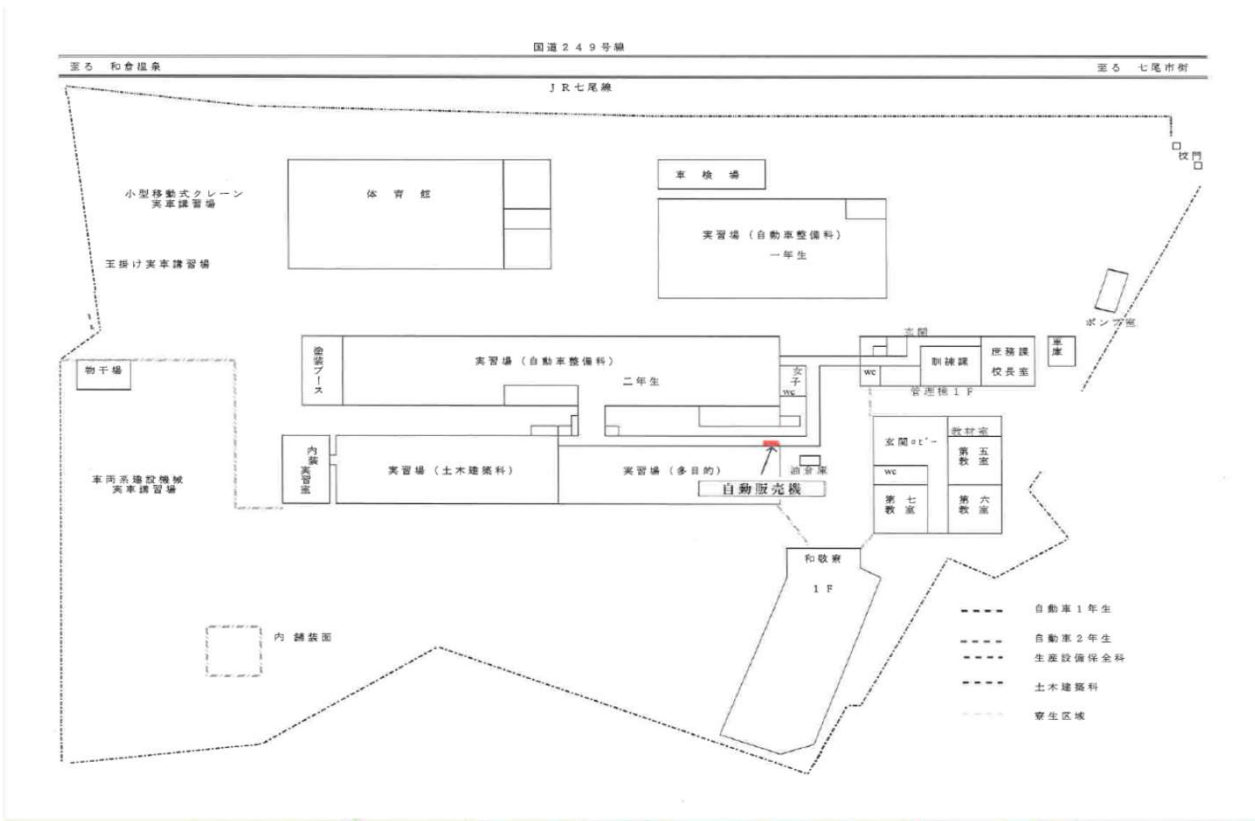 国道249号線
至る 和倉温泉
至る 七尾市街
JR七尾線
校門
小型移動式クレーン
実車講習場
体育館
車検場
実習場(自動車整備科)
一年生
玉掛け実車講習場
ポンプ室
玄関
塗装ブース
実習場(自動車整備科)
二年生
女子
wc
wc
訓練課
庶務課
校長室
車庫
物干場
管理棟1F
玄関ロビー
教材室
第五
教室
内装実習室
実習場(土木建築科)
実習場(多目的)
油倉庫
wc
自動販売機
第七
教室
第六
教室
車両系建設機械
実車講習場
和敬寮
1F
自動車1年生
内 舗装面
自動車2年生
生産設備保全科
土木建築科
寮生区域